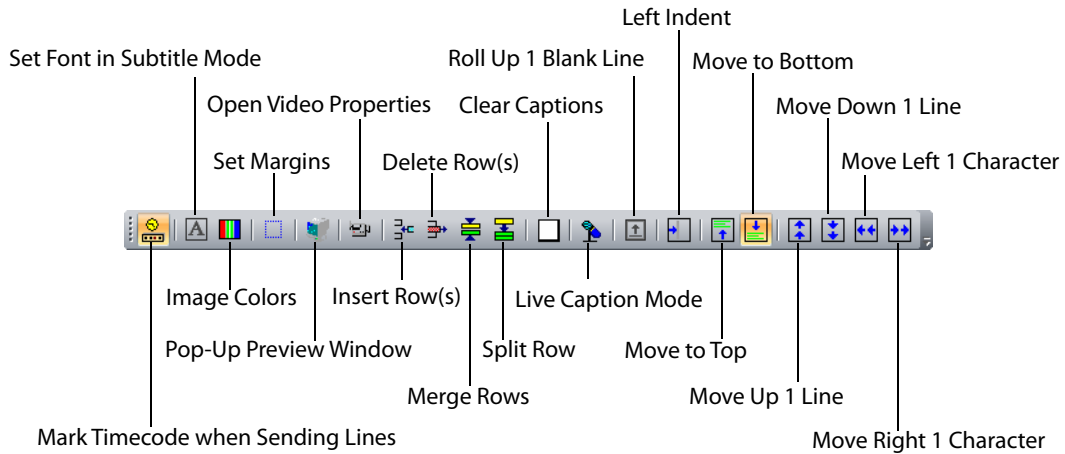 Left Indent
Set Font in Subtitle Mode
Roll Up 1 Blank Line
Move to Bottom
Open Video Properties
Clear Captions
Move Down 1 Line
Set Margins
Delete Row(s)
Move Left 1 Character
A
Image Colors
Insert Row(s)
Live Caption Mode
Pop-Up Preview Window
Split Row
Move to Top
Merge Rows
Move Up 1 Line
Mark Timecode when Sending Lines
Move Right 1 Character